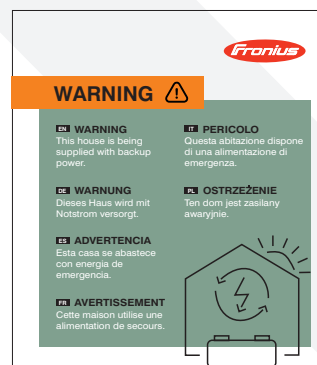 Fronius
WARNING
EN WARNING
This house is being
supplied with backup
power.
DE WARNUNG
Dieses Haus wird mit
Notstrom versorgt.
ES ADVERTENCIA
Esta casa se abastece
con energía de
emergencia.
FR AVERTISSEMENT
Cette maison utilise une
alimentation de secours.
IT PERICOLO
Questa abitazione dispone
di una alimentazione di
emergenza.
PL OSTRZEŻENIE
Ten dom jest zasilany
awaryjnie.